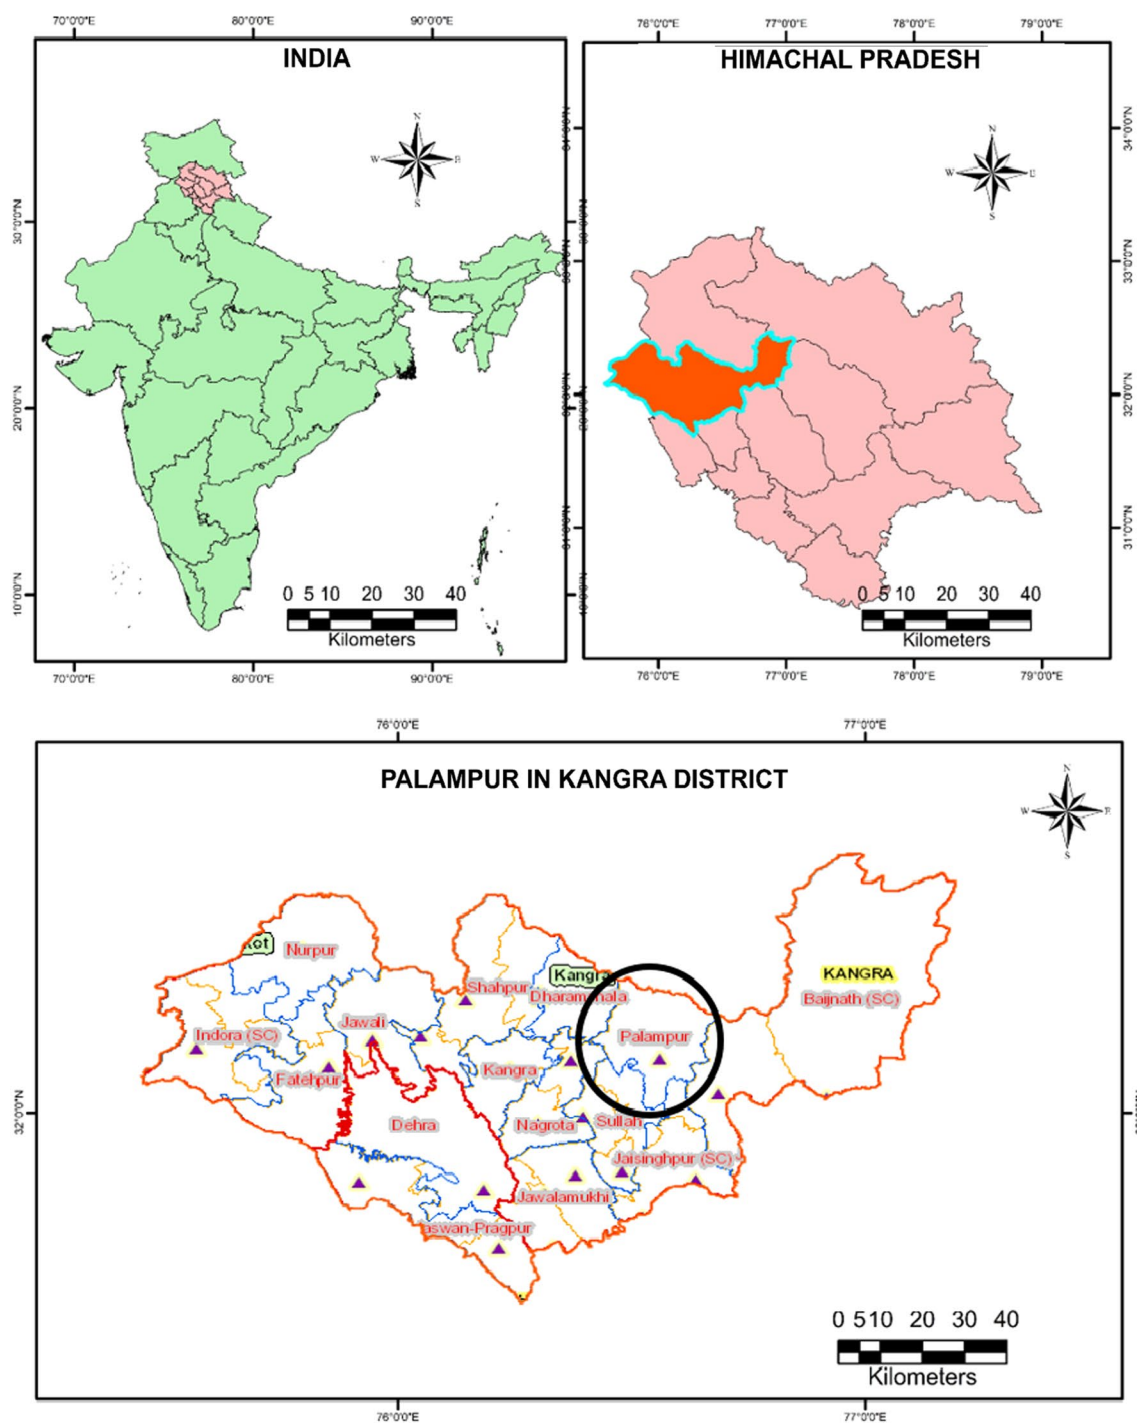 70°0'0"E 80°0'0"E 90°0'0"E
INDIA
N
W E
S
30°0'0"N
20°0'0"N
10°0'0"N
0 5 10 20 30 40
Kilometers
70°0'0"E 80°0'0"E 90°0'0"E
76°0'0"E 77°0'0"E 78°0'0"E 79°0'0"E
HIMACHAL PRADESH
N
W E
S
34°0'0"N
33°0'0"N
32°0'0"N
31°0'0"N
0 5 10 20 30 40
Kilometers
76°0'0"E 77°0'0"E 78°0'0"E 79°0'0"E
76°0'0"E 77°0'0"E
PALAMPUR IN KANGRA DISTRICT
N
W E
S
kot
Nurpur
Kangra
KANGRA
Shahpur
Dharamshala
Baijnath (SC)
Indora (SC)
Jawali
Palampur
Fatehpur
Kangra
32°0'0"N
Dehra
Nagrota
Sullah
Jaisinghpur (SC)
Jawalamukhi
aswan-Pragpur
0 5 10 20 30 40
Kilometers
76°0'0"E 77°0'0"E